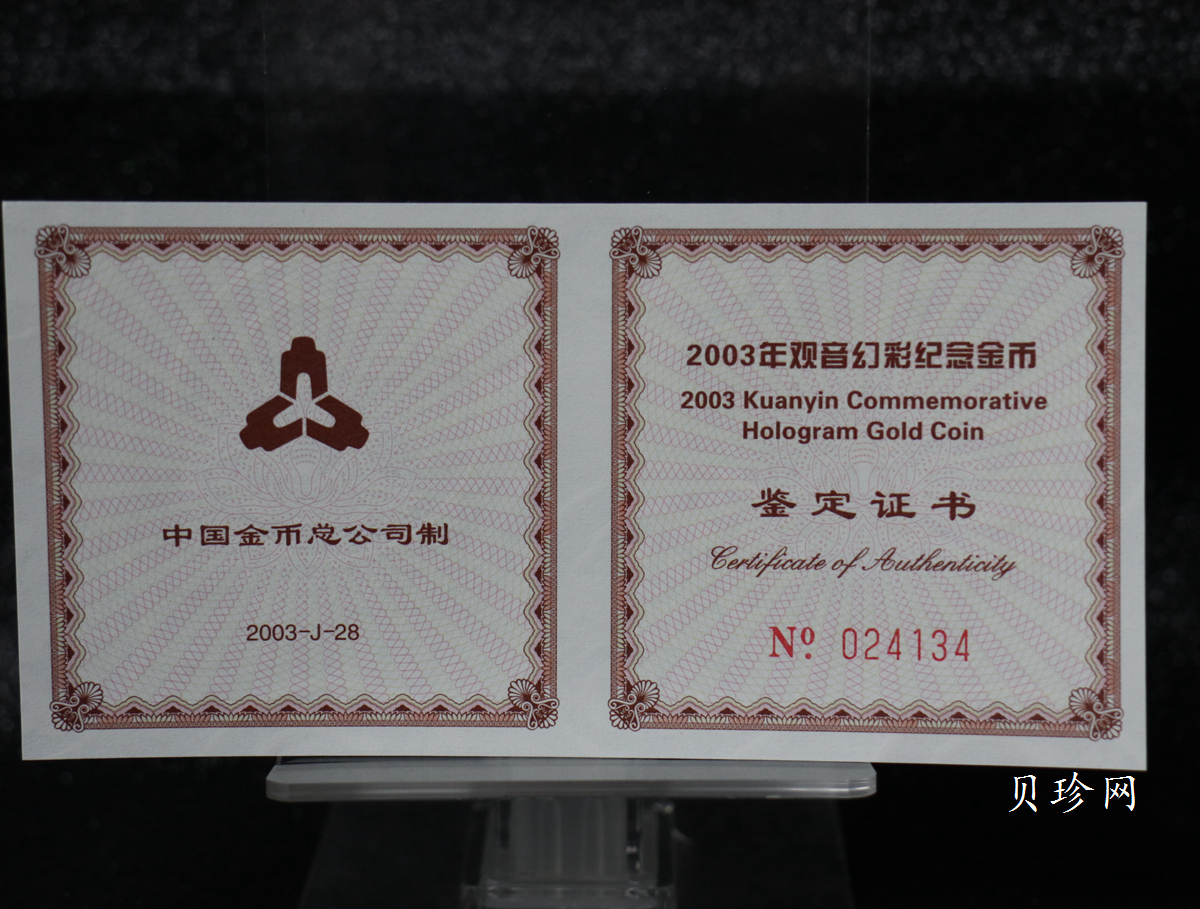 中国金币总公司制
2003-J-28
2003年观音幻彩纪念金币
2003 Kuanyin Commemorative
Hologram Gold Coin
鉴定证书
Certificate of Authenticity
Nº 024134
贝珍网